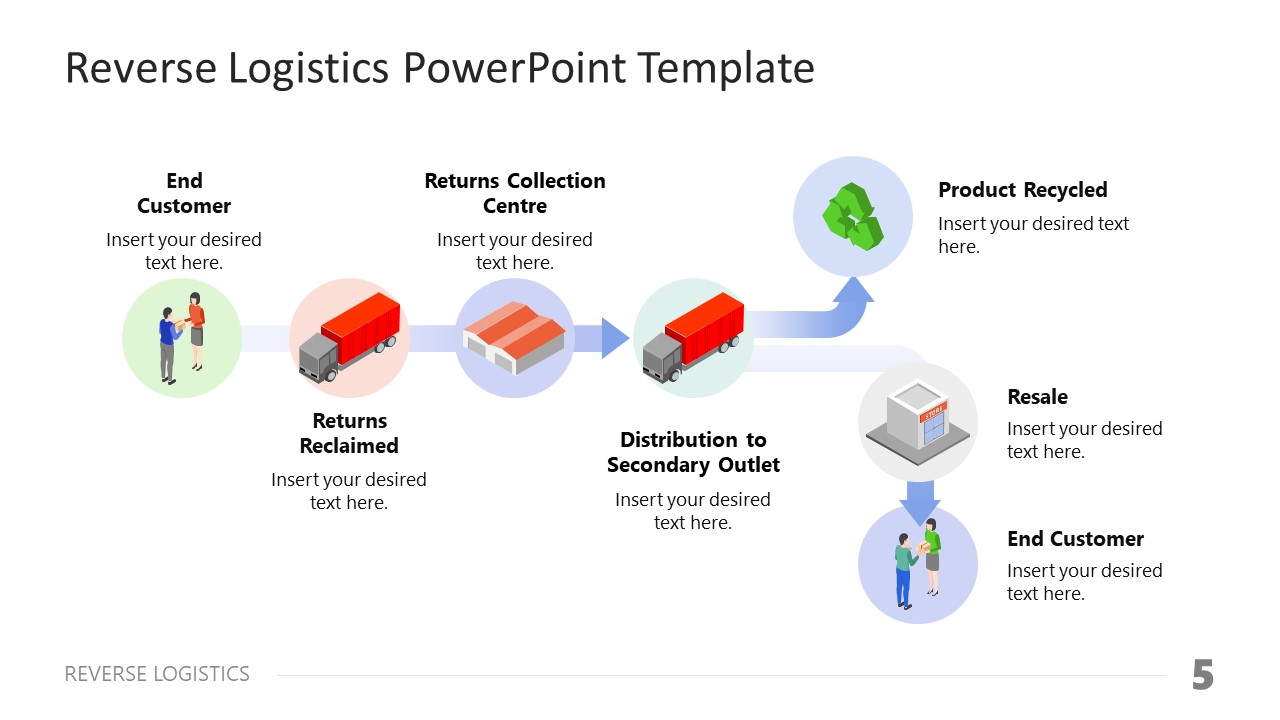 Reverse Logistics PowerPoint Template
End
Customer
Insert your desired
text here.
Returns
Reclaimed
Insert your desired
text here.
Returns Collection
Centre
Insert your desired
text here.
Distribution to
Secondary Outlet
Insert your desired
text here.
Product Recycled
Insert your desired text
here.
STORE
Resale
Insert your desired
text here.
End Customer
Insert your desired
text here.
REVERSE LOGISTICS
5